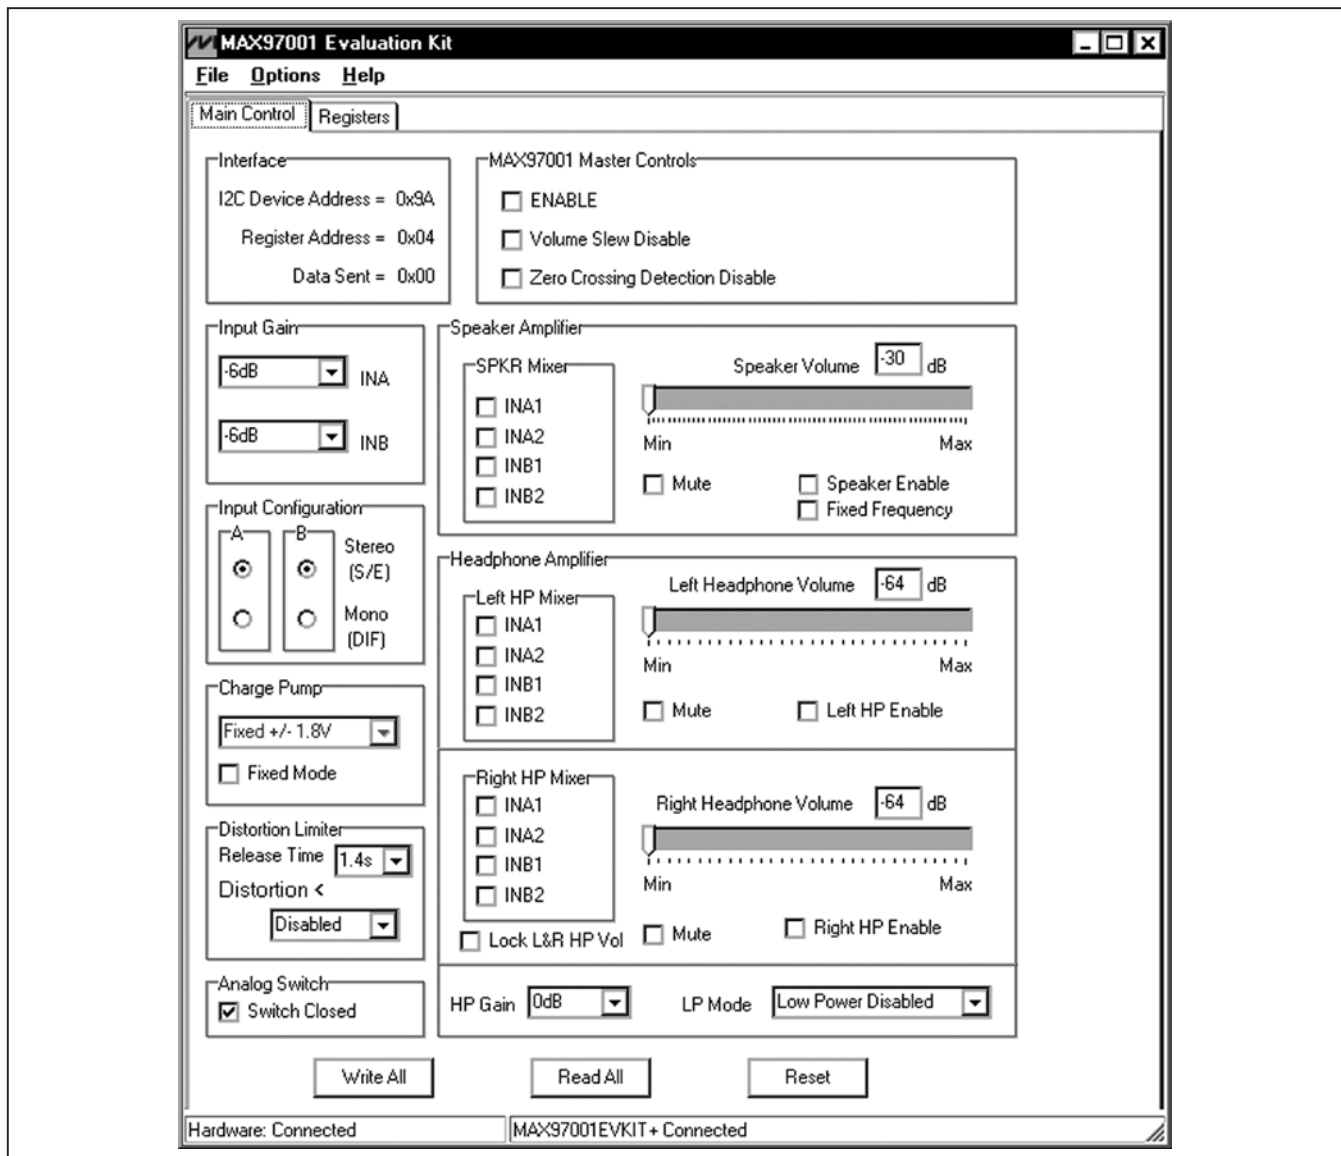 MAX97001 Evaluation Kit
File Options Help
Main Control Registers
Interface
I2C Device Address = 0x9A
Register Address = 0x04
Data Sent = 0x00
MAX97001 Master Controls
ENABLE
Volume Slew Disable
Zero Crossing Detection Disable
Input Gain
-6dB INA
-6dB INB
Input Configuration
A B
Stereo
(S/E)
Mono
(DIF)
Charge Pump
Fixed +/- 1.8V
Fixed Mode
Distortion Limiter
Release Time 1.4s
Distortion <
Disabled
Analog Switch
Switch Closed
Speaker Amplifier
SPKR Mixer
INA1
INA2
INB1
INB2
Speaker Volume -30 dB
Min Max
Mute Speaker Enable
Fixed Frequency
Headphone Amplifier
Left HP Mixer
INA1
INA2
INB1
INB2
Left Headphone Volume -64 dB
Min Max
Mute Left HP Enable
Right HP Mixer
INA1
INA2
INB1
INB2
Lock L&R HP Vol
Right Headphone Volume -64 dB
Min Max
Mute Right HP Enable
HP Gain 0dB LP Mode Low Power Disabled
Write All Read All Reset
Hardware: Connected MAX97001EVKIT+ Connected